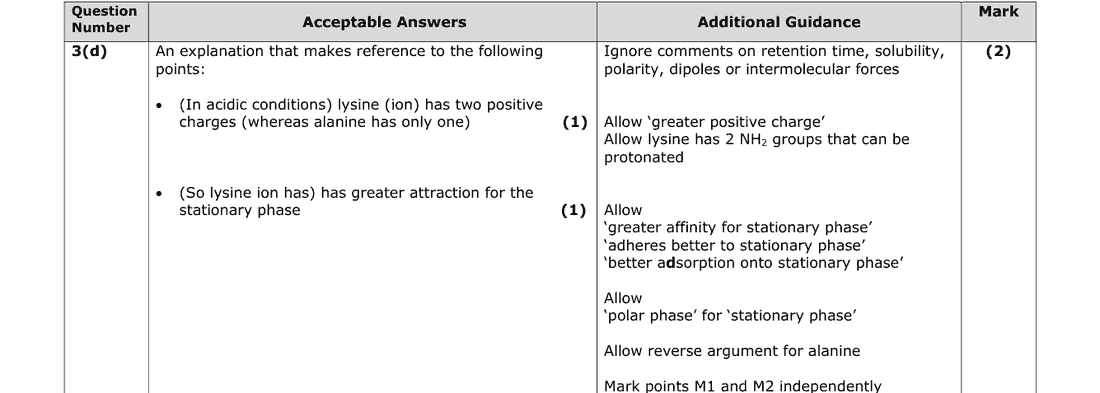 Question
Number
Acceptable Answers
Additional Guidance
Mark
3(d)
An explanation that makes reference to the following
points:
• (In acidic conditions) lysine (ion) has two positive
charges (whereas alanine has only one) (1)
• (So lysine ion has) has greater attraction for the
stationary phase (1)
Ignore comments on retention time, solubility,
polarity, dipoles or intermolecular forces
Allow ‘greater positive charge’
Allow lysine has 2 NH₂ groups that can be
protonated
Allow
‘greater affinity for stationary phase’
‘adheres better to stationary phase’
‘better adsorption onto stationary phase’
Allow
‘polar phase’ for ‘stationary phase’
Allow reverse argument for alanine
Mark points M1 and M2 independently
(2)